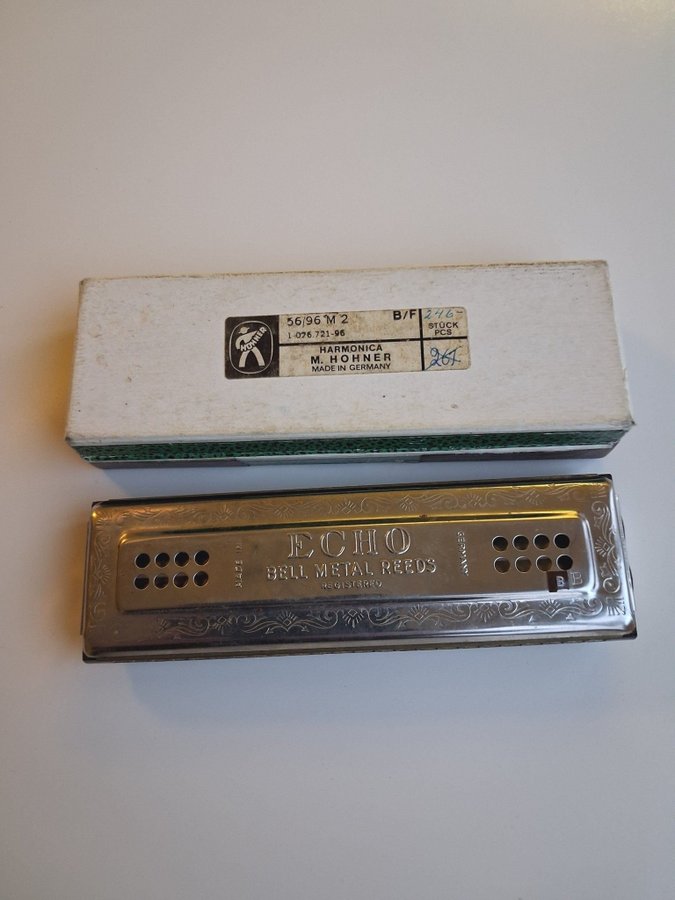 HOHNER
56/96 M 2
B/F
246-
1-076.721-96
STÜCK
PCS
HARMONICA
M. HOHNER
MADE IN GERMANY
267
ECHO
MADE IN
GERMANY
BELL METAL REEDS
REGISTERED
B
B